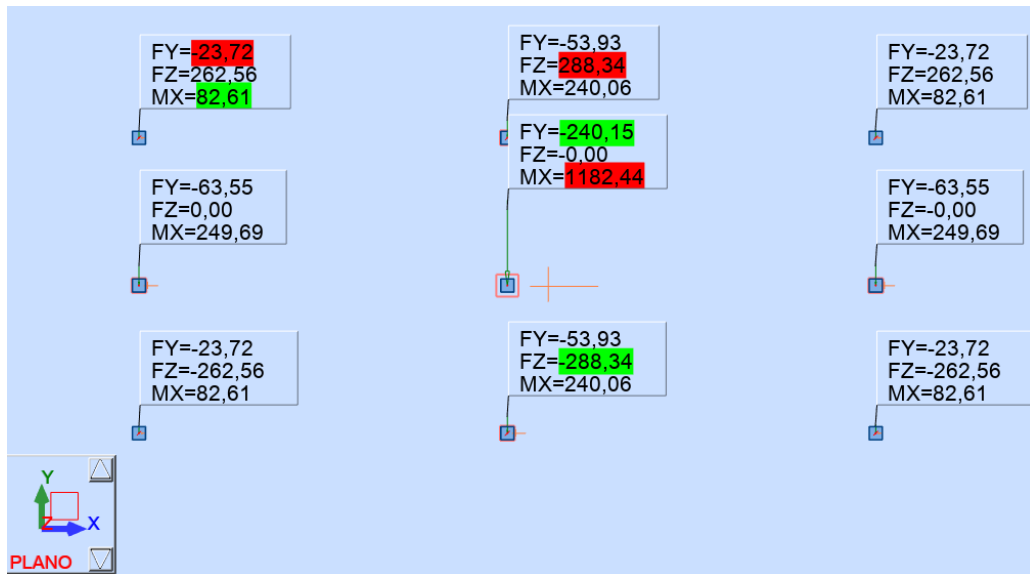 FY=-23,72
FZ=262,56
MX=82,61
FY=-53,93
FZ=288,34
MX=240,06
FY=-23,72
FZ=262,56
MX=82,61
FY=-240,15
FZ=-0,00
MX=1182,44
FY=-63,55
FZ=0,00
MX=249,69
FY=-63,55
FZ=-0,00
MX=249,69
FY=-23,72
FZ=-262,56
MX=82,61
FY=-53,93
FZ=-288,34
MX=240,06
FY=-23,72
FZ=-262,56
MX=82,61
Y
Z
X
PLANO